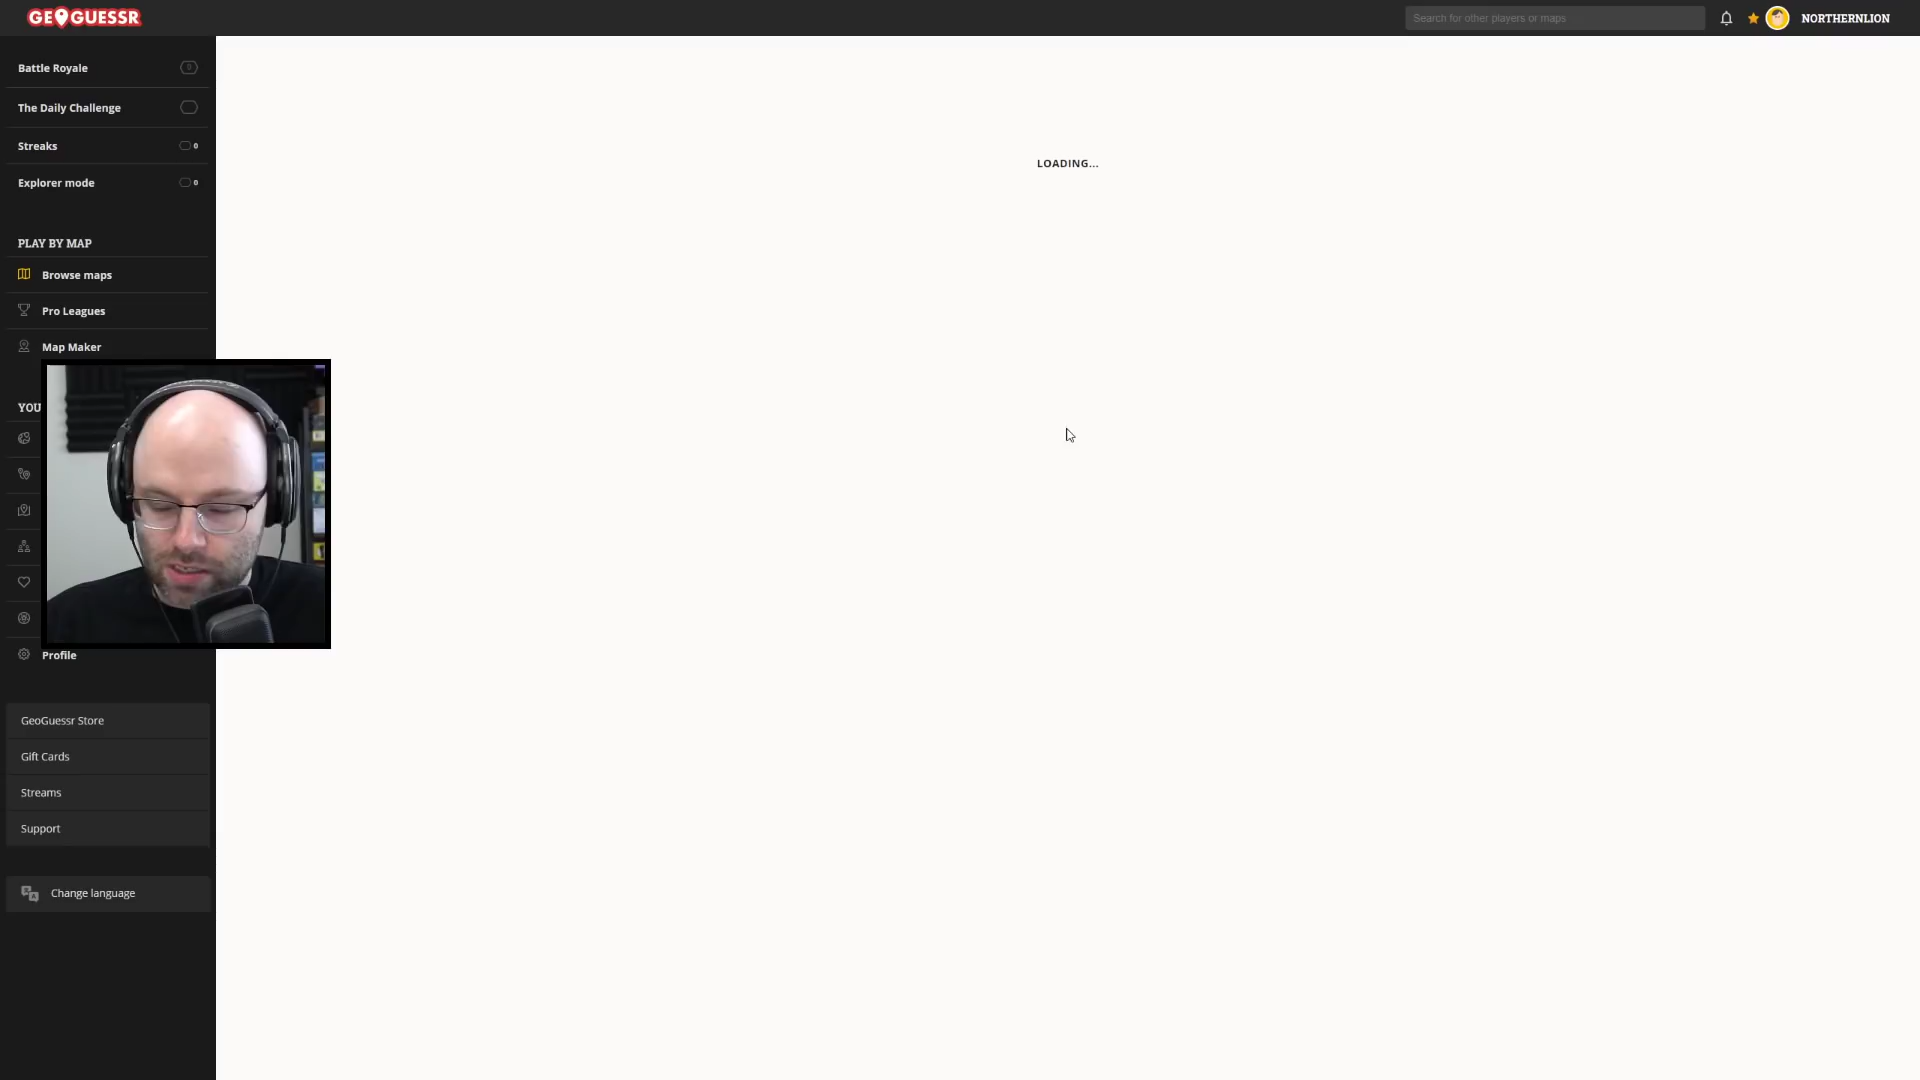 GEOGUESSR
Search for other players or maps
NORTHERNLION
Battle Royale
The Daily Challenge
Streaks
0
Explorer mode
0
PLAY BY MAP
Browse maps
Pro Leagues
Map Maker
YOU
Profile
GeoGuessr Store
Gift Cards
Streams
Support
Change language
LOADING...